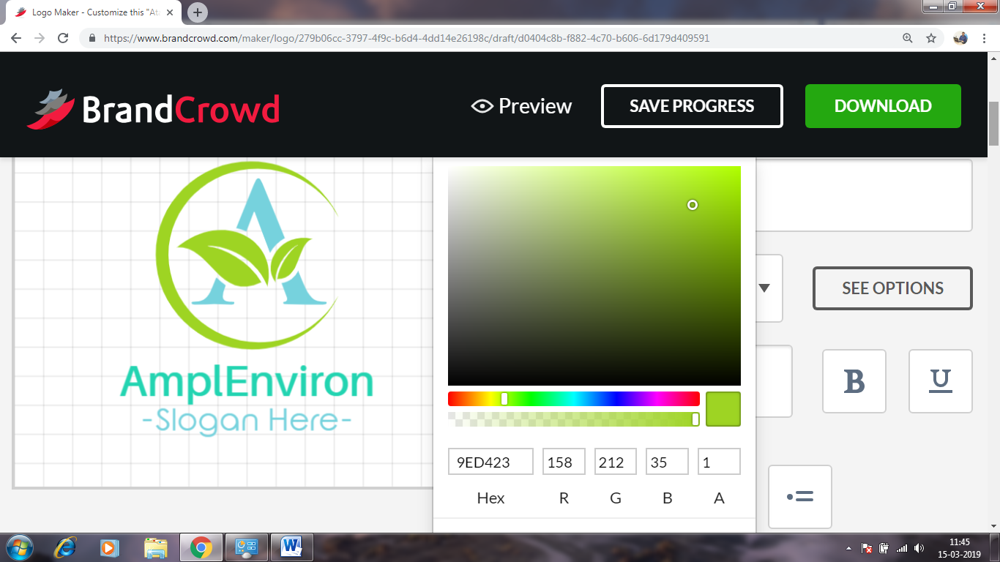 Logo Maker - Customize this "At
https://www.brandcrowd.com/maker/logo/279b06cc-3797-4f9c-b6d4-4dd14e26198c/draft/d0404c8b-f882-4c70-b606-6d179d409591
BrandCrowd
Preview
SAVE PROGRESS
DOWNLOAD
A
AmplEnviron
-Slogan Here-
SEE OPTIONS
B
U
9ED423
158
212
35
1
Hex
R
G
B
A
11:45
15-03-2019